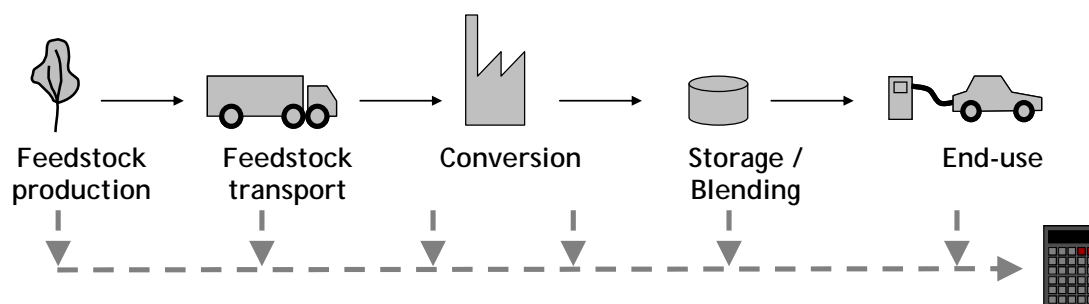 Feedstock
production
Feedstock
transport
Conversion
Storage /
Blending
End-use